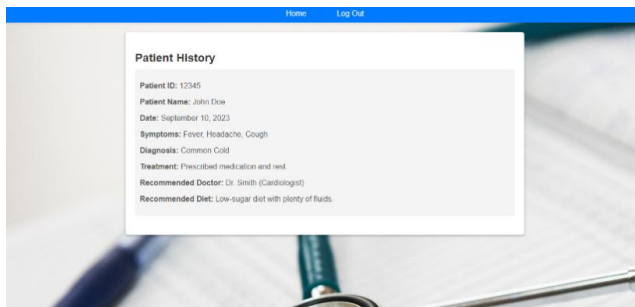 Home Log Out
Patient History
Patient ID: 12345
Patient Name: John Doe
Date: September 10, 2023
Symptoms: Fever, Headache, Cough
Diagnosis: Common Cold
Treatment: Prescribed medication and rest.
Recommended Doctor: Dr. Smith (Cardiologist)
Recommended Diet: Low-sugar diet with plenty of fluids.